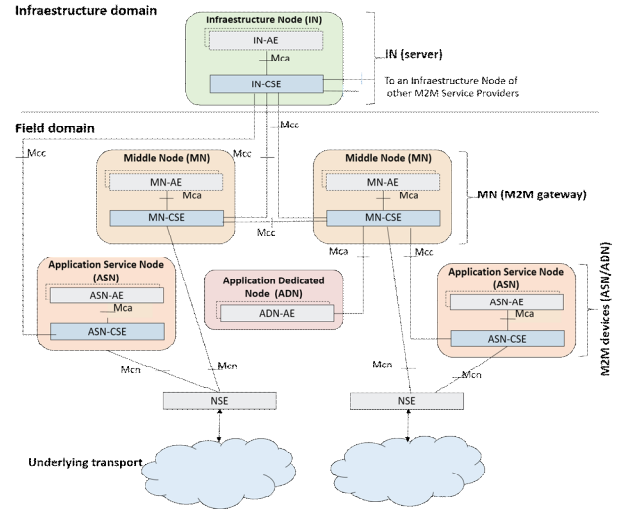 Infraestructure domain
Infraestructure Node (IN)
IN-AE
Mca
IN-CSE
iN (server)
To an Infraestructure Node of
other M2M Service Providers
Field domain
Mcc
Mcc
Mcc
Middle Node (MN)
MN-AE
Mca
MN-CSE
Mcc
Middle Node (MN)
MN-AE
Mca
MN-CSE
MN (M2M gateway)
Mca
Mcc
Application Service Node
(ASN)
ASN-AE
Mca
ASN-CSE
Application Dedicated
Node (ADN)
ADN-AE
Application Service Node
(ASN)
ASN-AE
Mca
ASN-CSE
M2M devices (ASN/ADN)
Mcn
Mcn
Mcn
Mcn
NSE
NSE
Underlying transport